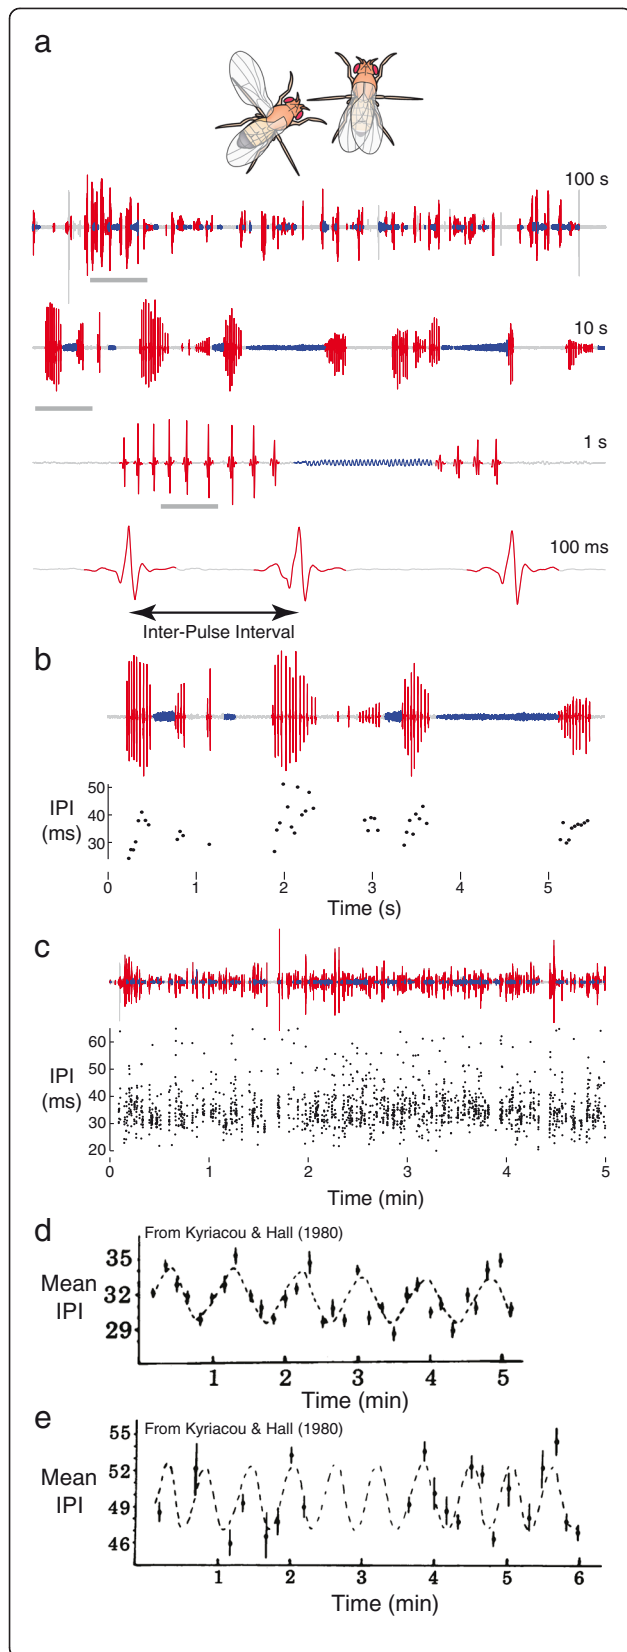 a
100 s
10 s
1 s
100 ms
Inter-Pulse Interval
b
50
40
30
IPI
(ms)
0
1
2
3
4
5
Time (s)
c
60
50
40
30
20
IPI
(ms)
0
1
2
3
4
5
Time (min)
d
From Kyriacou & Hall (1980)
35
32
29
Mean
IPI
1
2
3
4
5
Time (min)
e
From Kyriacou & Hall (1980)
55
52
49
46
Mean
IPI
1
2
3
4
5
6
Time (min)